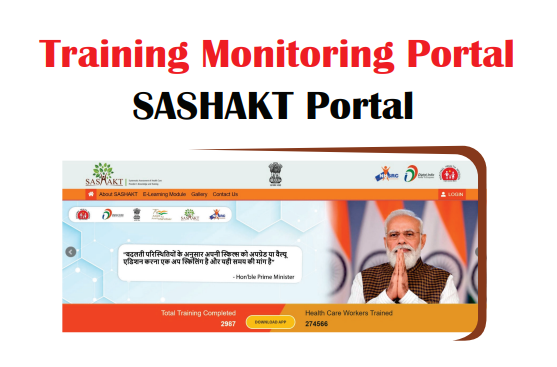 Training Monitoring Portal
SASHAKT Portal
SASHAKT
About SASHAKT E-Learning Module Gallery Contact Us
LOGIN
"बदलती परिस्थितियों के अनुसार अपनी स्किल्स को अपग्रेड या वैल्यू
एडिशन करना एक अप स्किलिंग है और यही समय की मांग है"
- Hon'ble Prime Minister
Total Training Completed
2987
DOWNLOAD APP
Health Care Workers Trained
274566